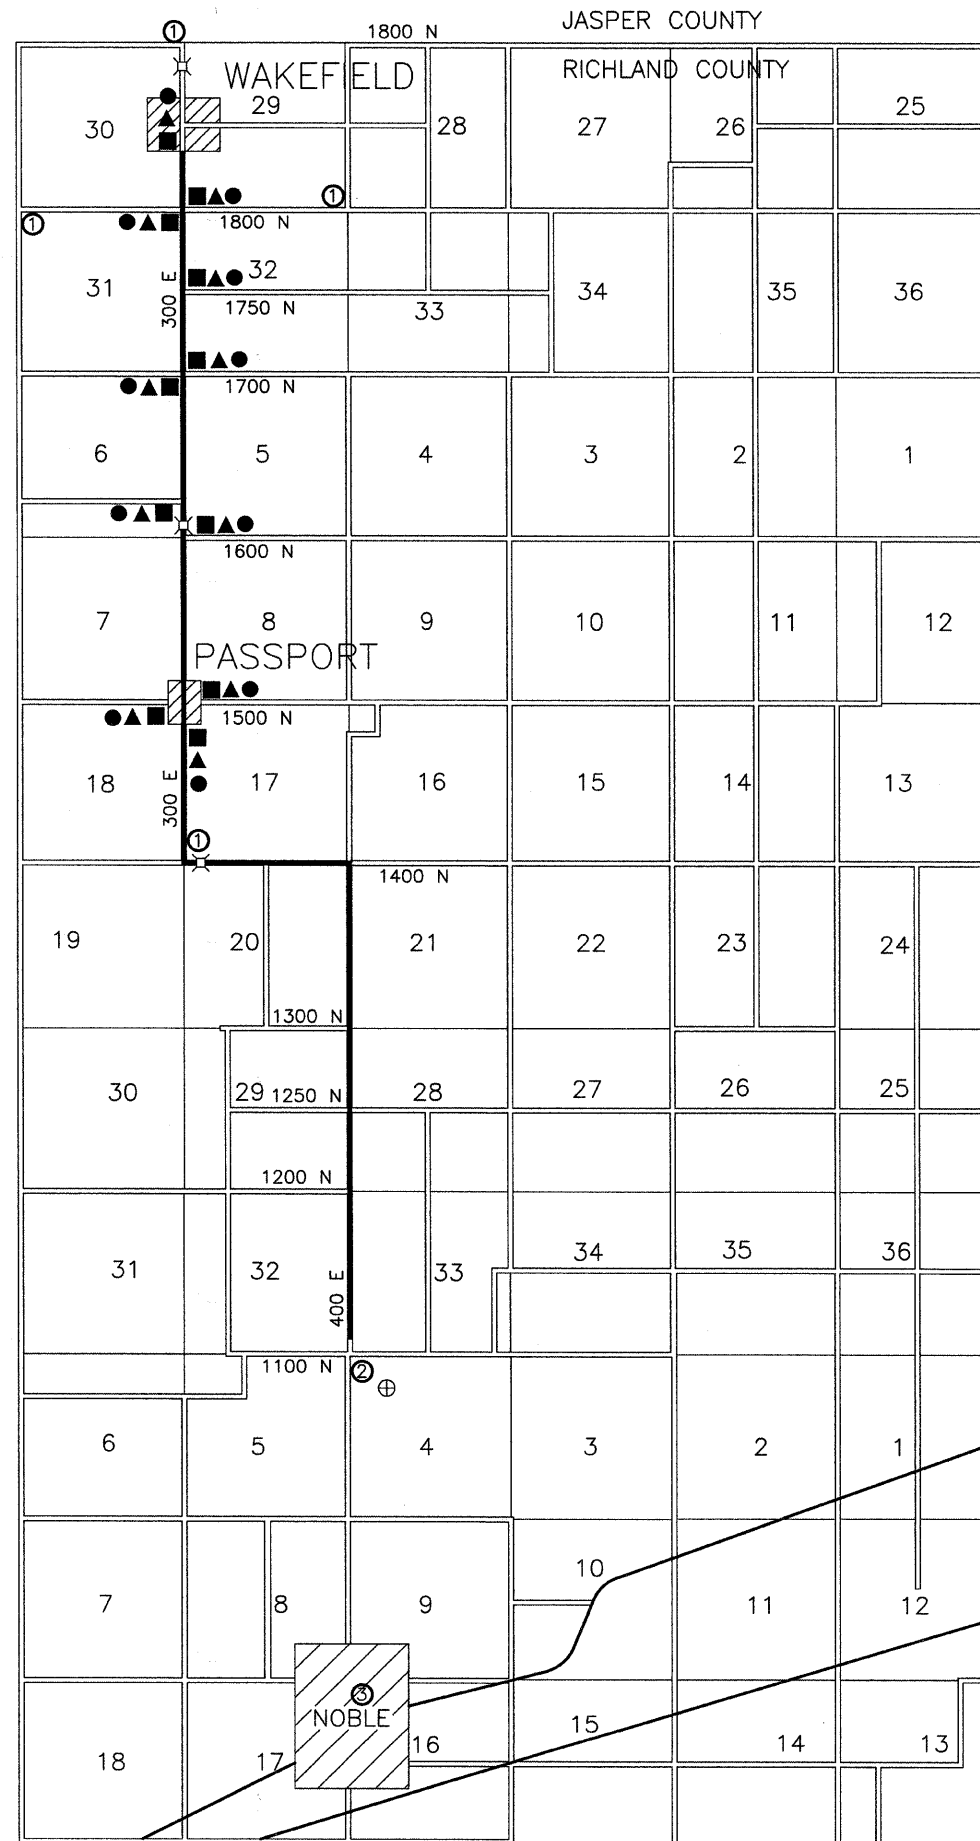 JASPER COUNTY
1 1800 N
WAKEFIELD RICHLAND COUNTY
30 29 28 27 26 25
1 1
1800 N
31 300 E 32 33 34 35 36
1750 N
1700 N
6 5 4 3 2 1
1600 N
7 8 9 10 11 12
PASSPORT
1500 N
18 300 E 17 16 15 14 13
1
1400 N
19 20 21 22 23 24
1300 N
30 29 1250 N 28 27 26 25
1200 N
31 32 400 E 33 34 35 36
1100 N 2
6 5 4 3 2 1
7 8 9 10 11 12
3
NOBLE
18 17 16 15 14 13